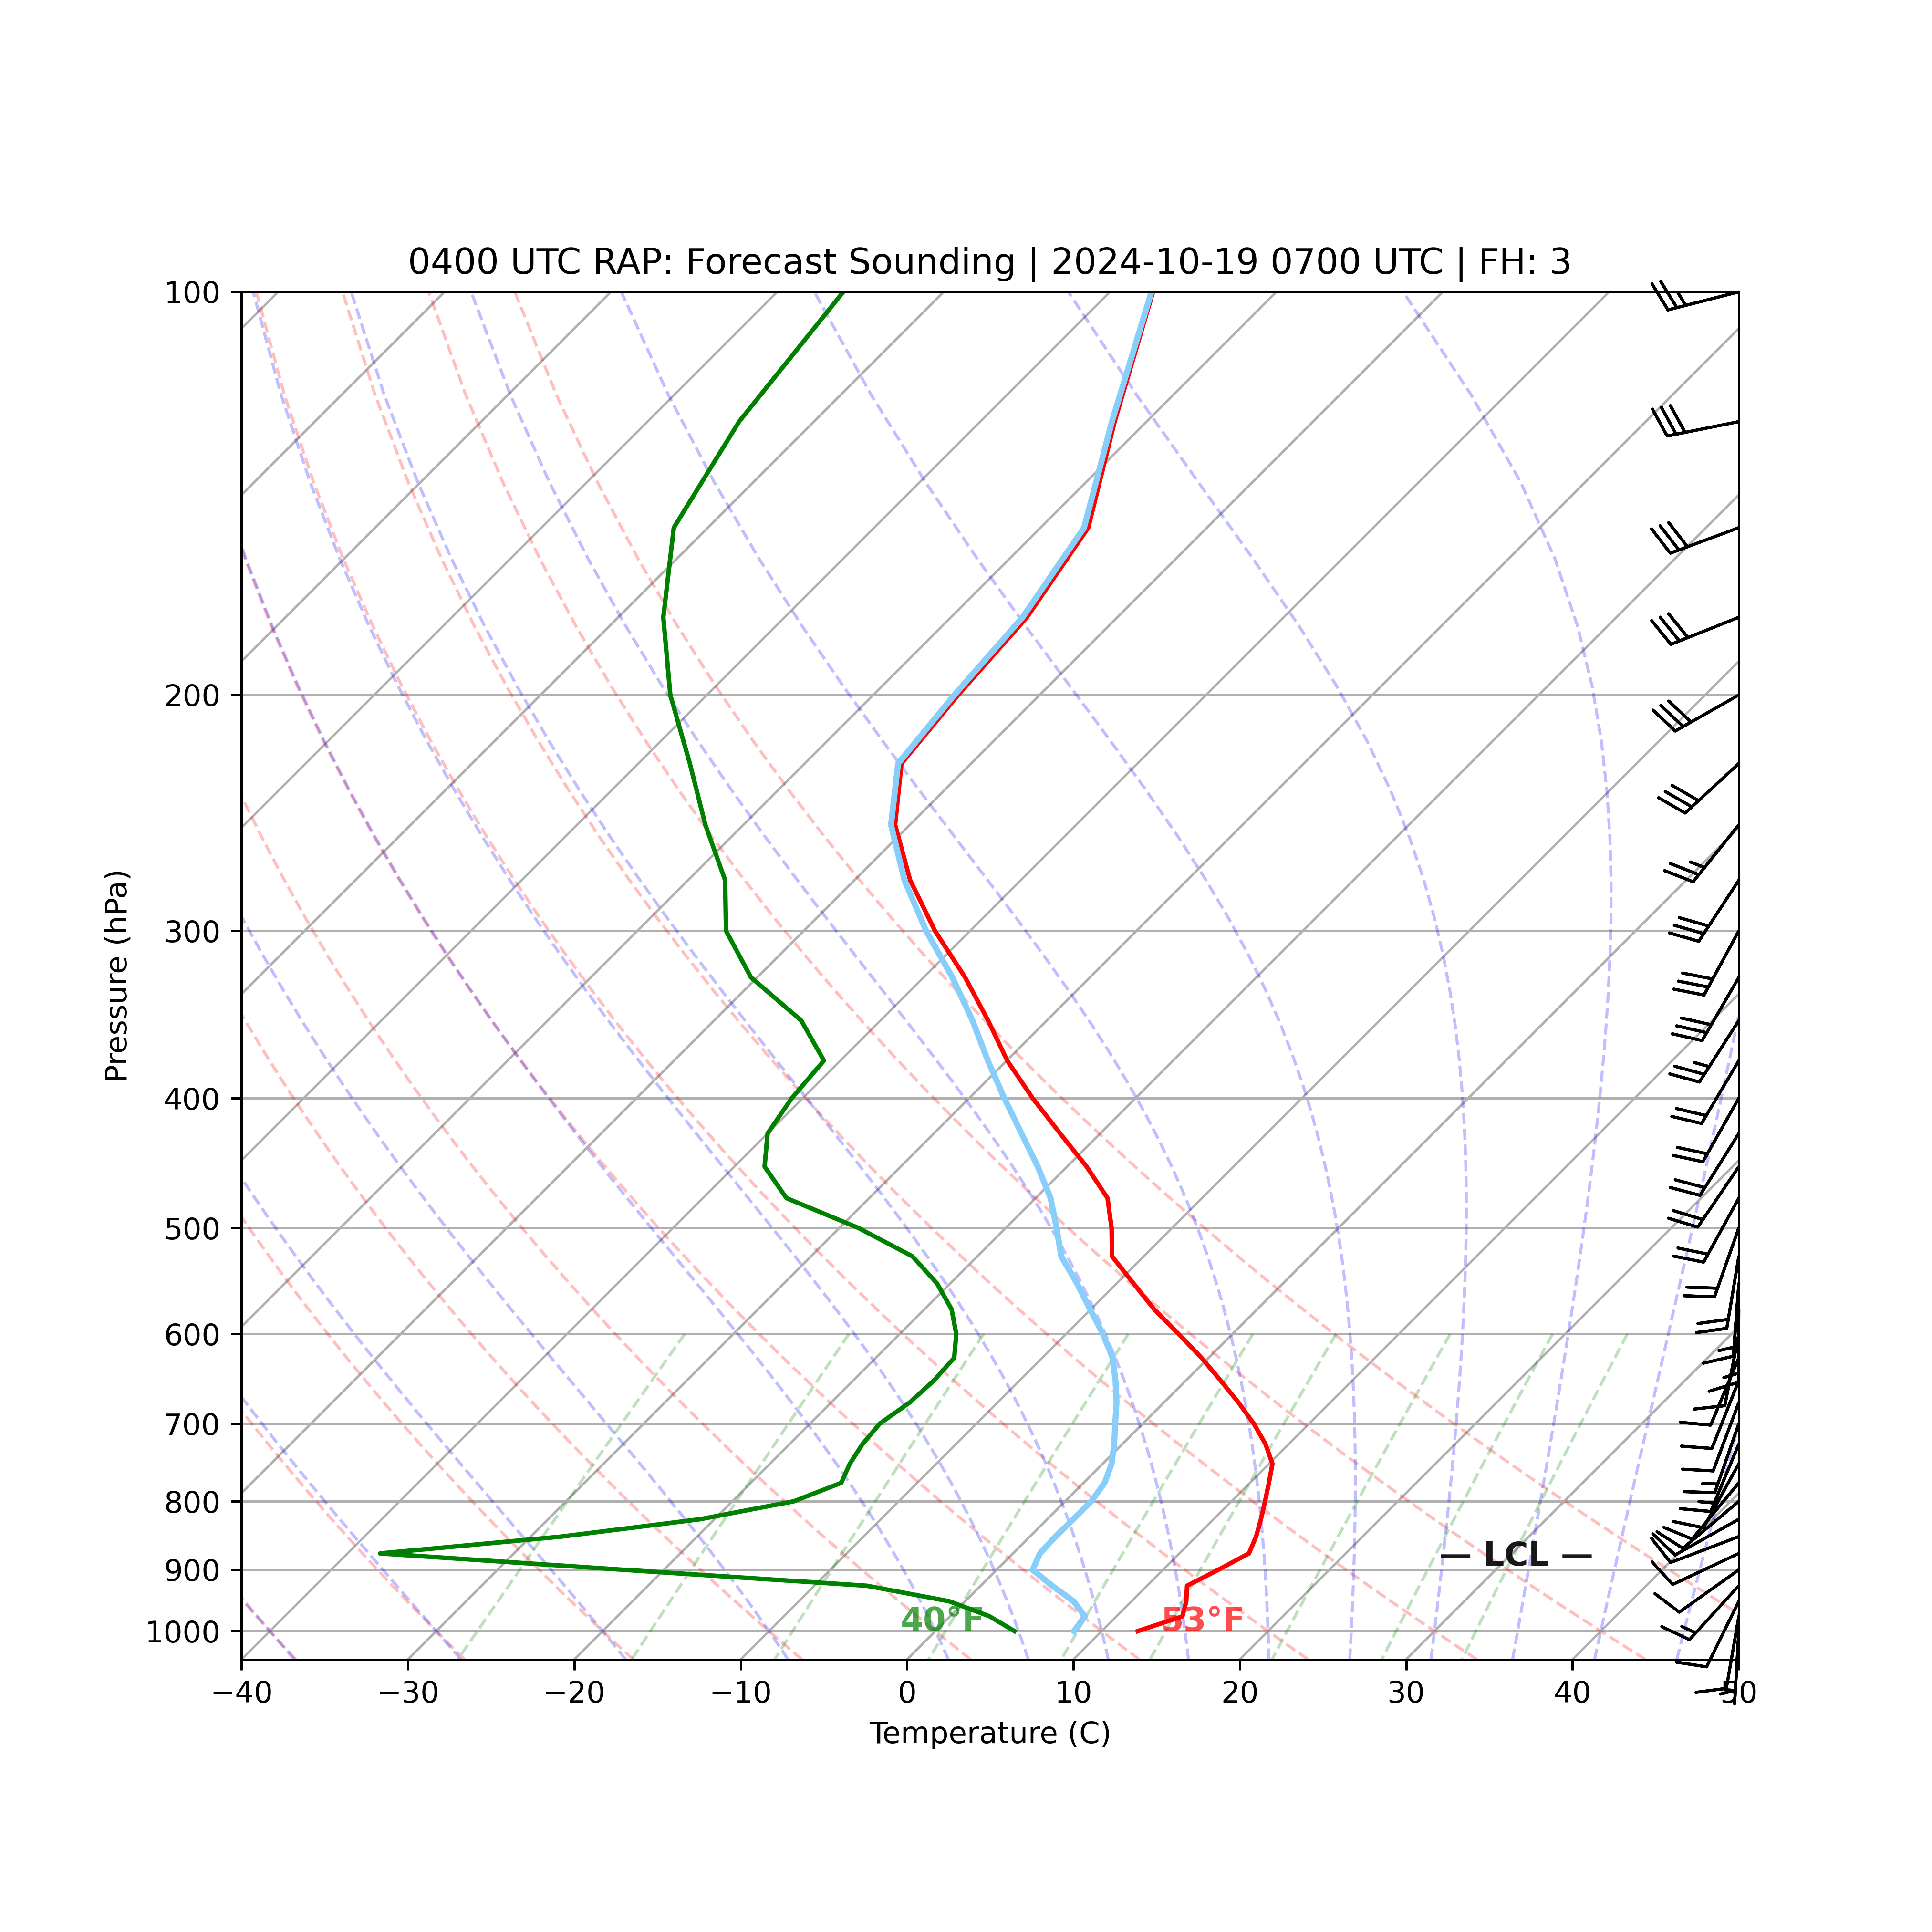 0400 UTC RAP: Forecast Sounding | 2024-10-19 0700 UTC | FH: 3
100
200
300
400
500
600
700
800
900
1000
Pressure (hPa)
— LCL —
40°F
53°F
−40 −30 −20 −10 0 10 20 30 40 50
Temperature (C)